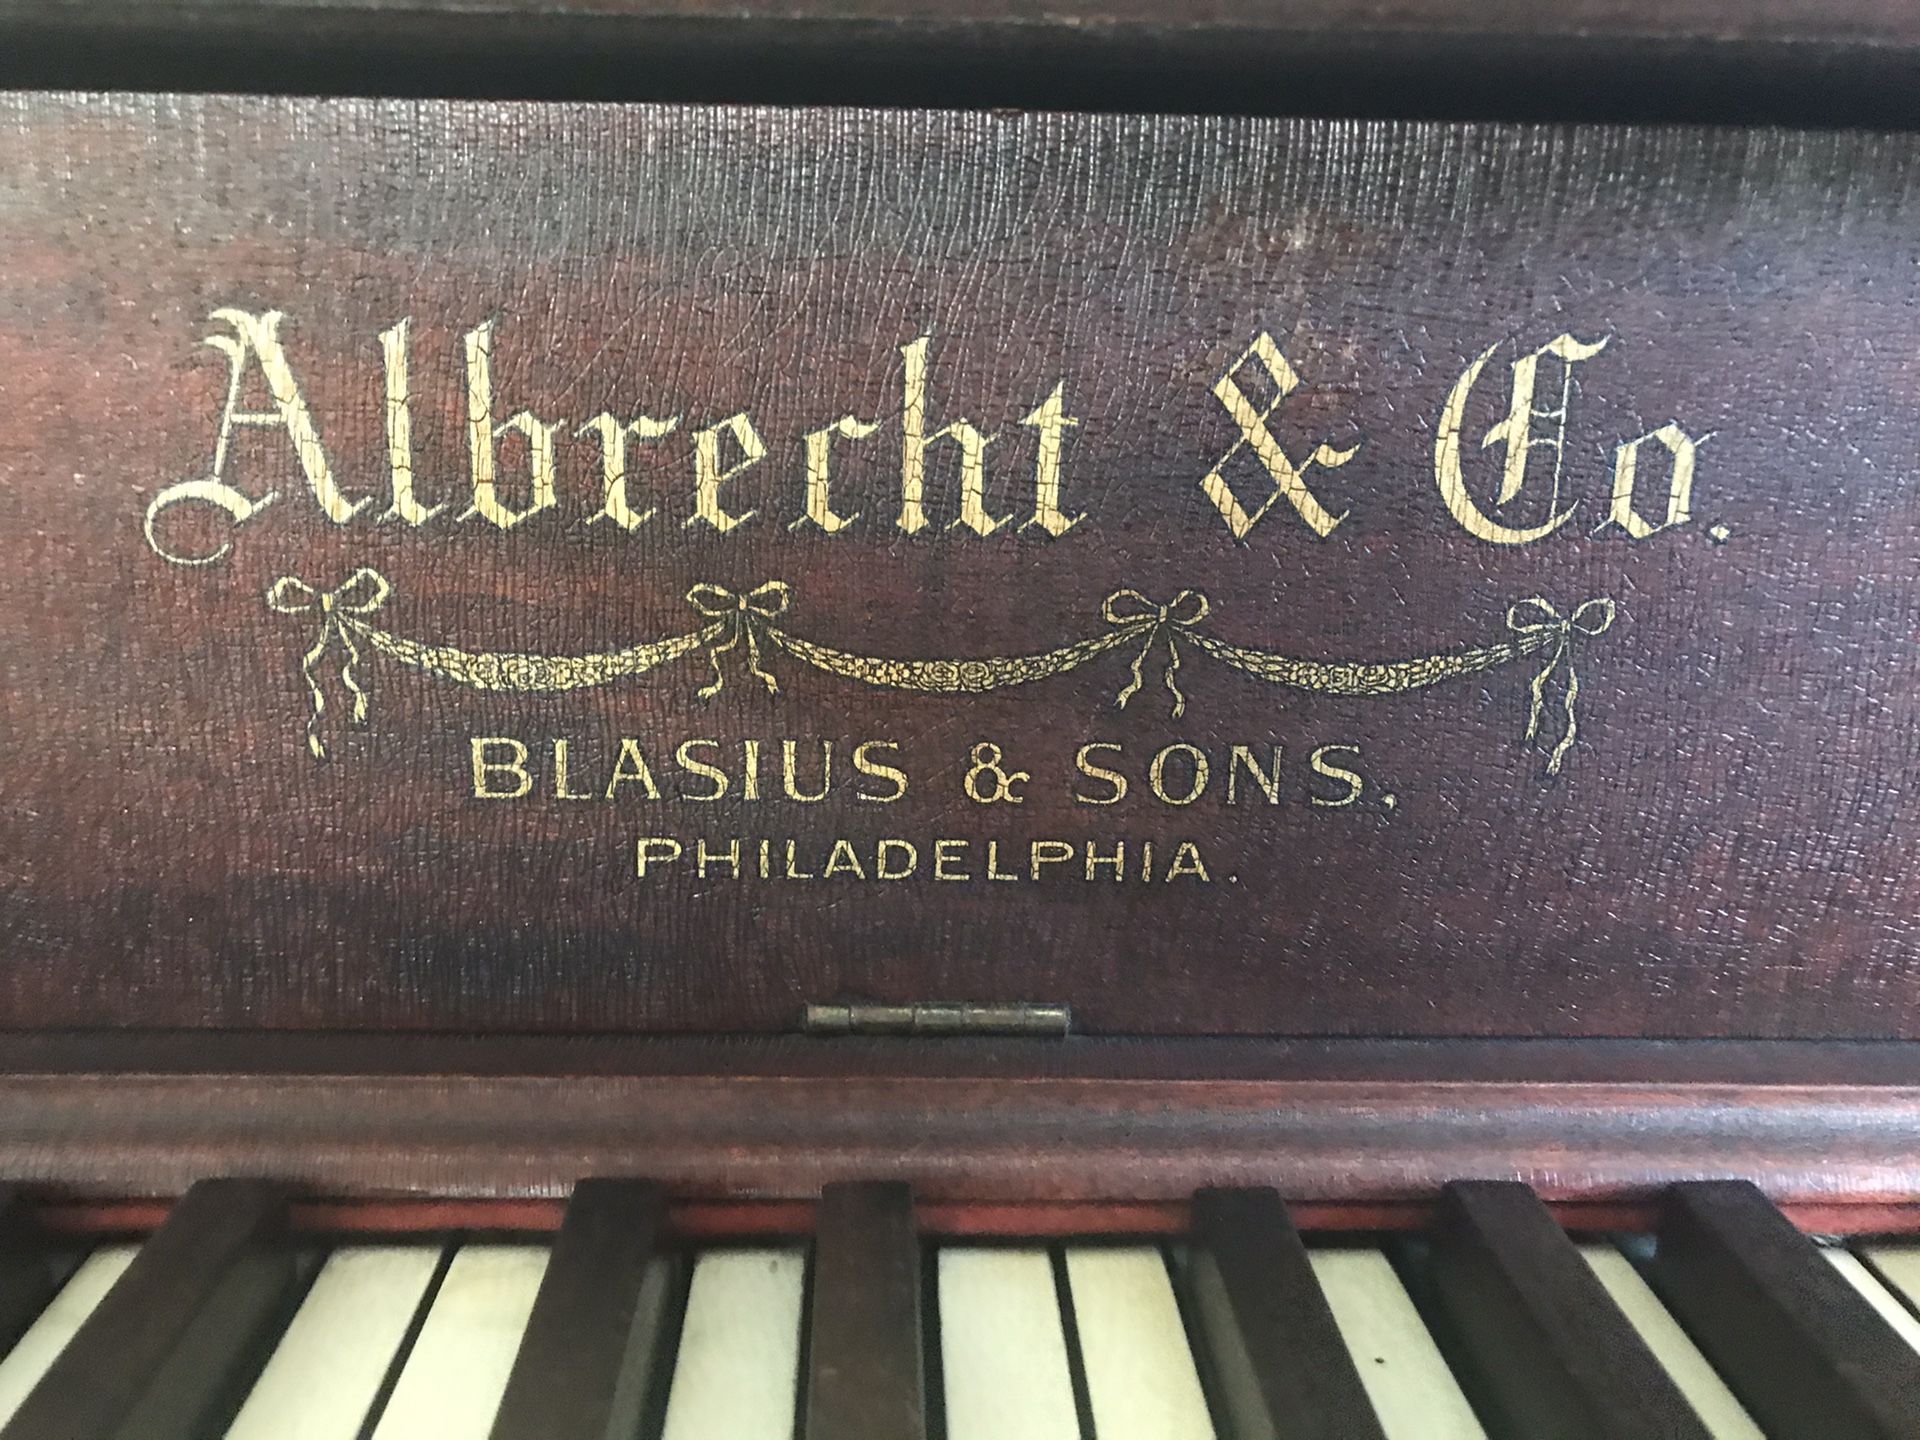 Albrecht & Co.
BLASIUS & SONS,
PHILADELPHIA.